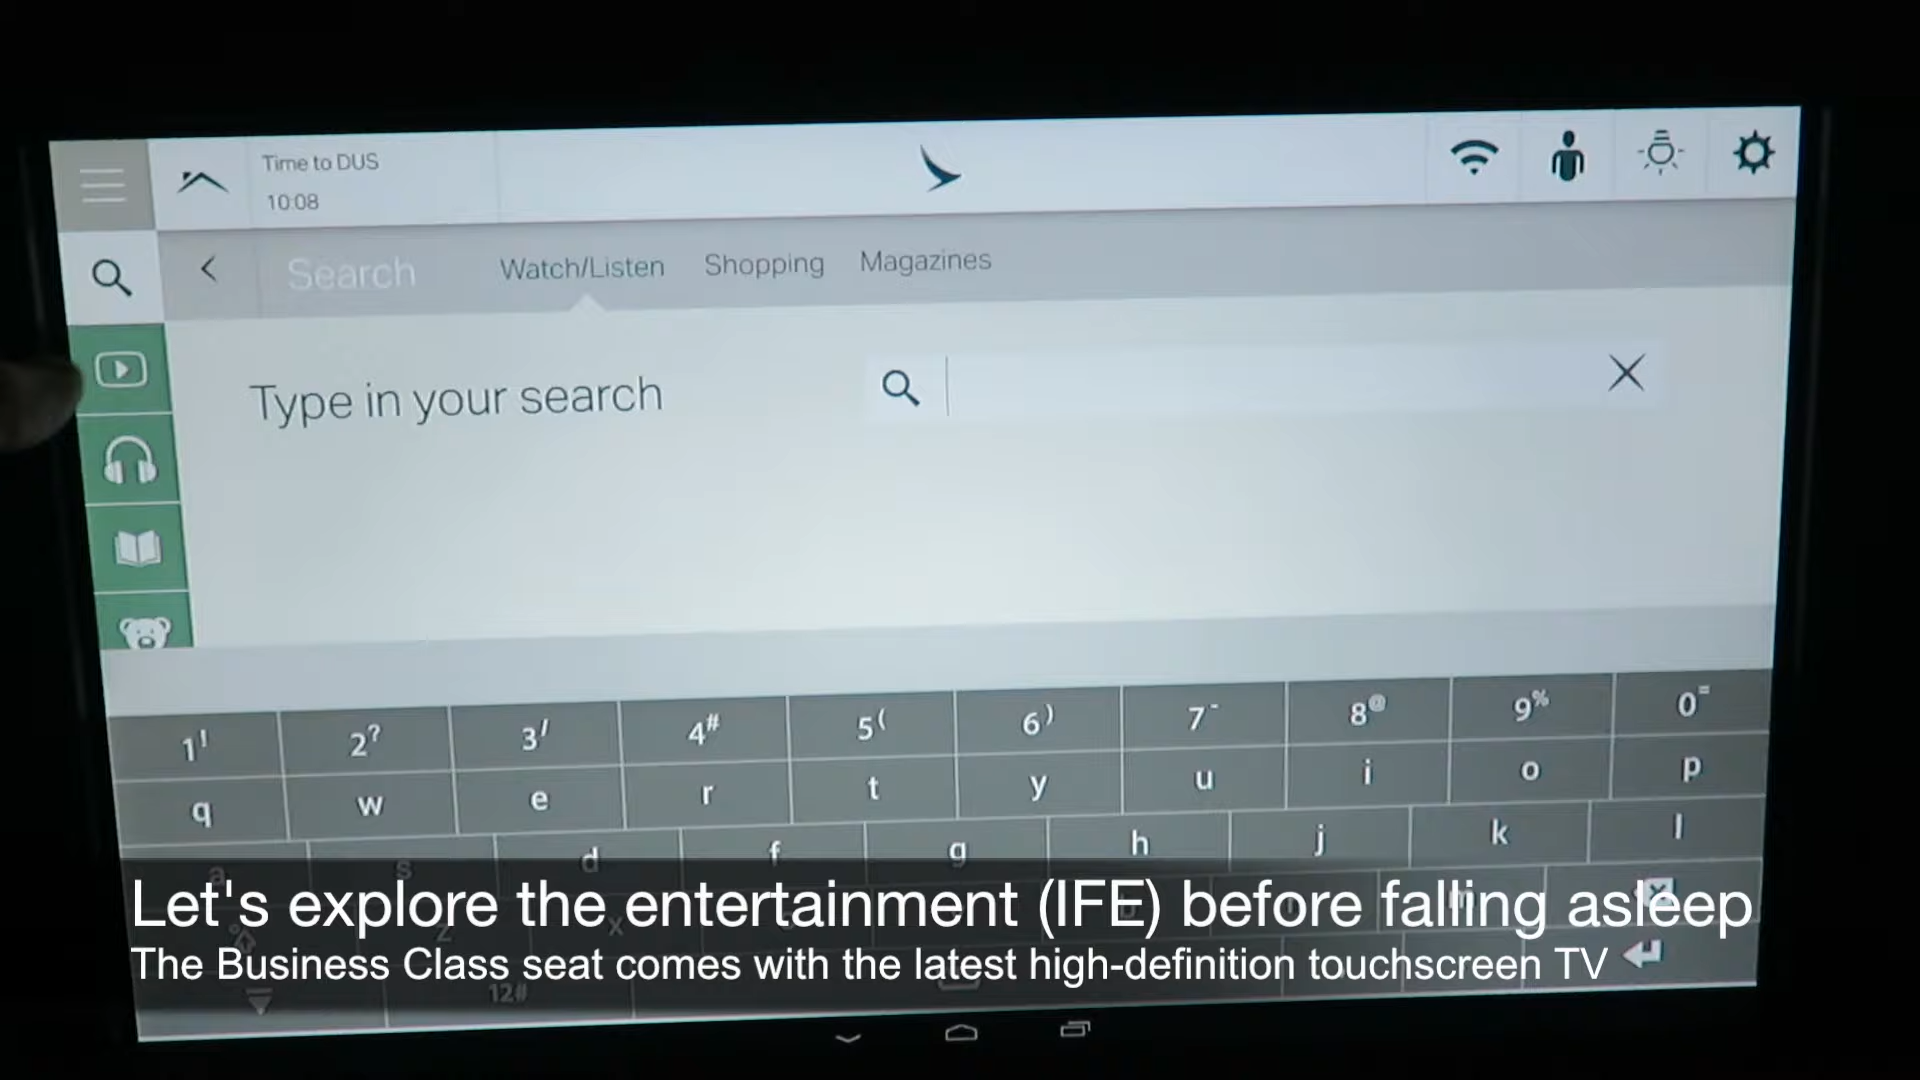 Time to DUS
10:08
Search Watch/Listen Shopping Magazines
Type in your search
1! 2? 3/ 4# 5( 6) 7- 8@ 9% 0=
q w e r t y u i o p
a s d f g h j k l
z x m
Let's explore the entertainment (IFE) before falling asleep
The Business Class seat comes with the latest high-definition touchscreen TV
12#